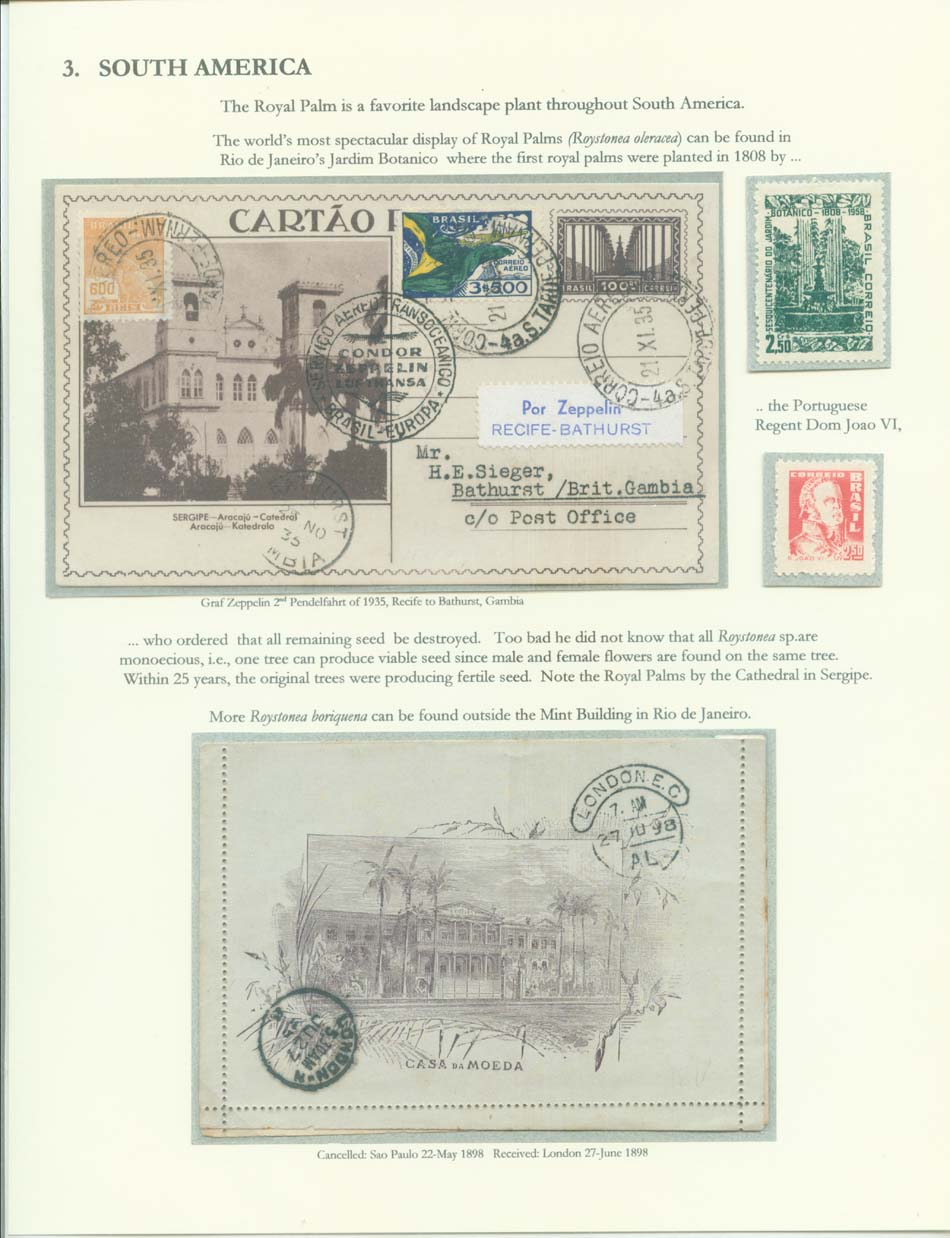 3. SOUTH AMERICA
The Royal Palm is a favorite landscape plant throughout South America.
The world's most spectacular display of Royal Palms (Roystonea oleracea) can be found in
Rio de Janeiro's Jardim Botanico where the first royal palms were planted in 1808 by ...
CARTÃO P
600
REIS
BRASIL
CORREIO
AEREO
3$500
BRASIL 100 R CORREIO
21 XI.35
CORREIO AEREO
-4a.S.
SERVIÇO AEREO TRANSOCEANICO
CONDOR
ZEPPELIN
LUFTHANSA
BRASIL-EUROPA
Por Zeppelin
RECIFE-BATHURST
Mr.
H.E.Sieger,
Bathurst /Brit.Gambia
c/o Post Office
SERGIPE—Aracajú—Catedral
Aracajú—Katedralo
NO
35
MBIA
SESQUICENTENARIO DO JARDIM
BOTANICO - 1808 - 1958
BRASIL CORREIO
2,50
.. the Portuguese
Regent Dom Joao VI,
CORREIO
BRASIL
2,50
Graf Zeppelin 2nd Pendelfahrt of 1935, Recife to Bathurst, Gambia
... who ordered that all remaining seed be destroyed. Too bad he did not know that all Roystonea sp.are
monoecious, i.e., one tree can produce viable seed since male and female flowers are found on the same tree.
Within 25 years, the original trees were producing fertile seed. Note the Royal Palms by the Cathedral in Sergipe.
More Roystonea boriquena can be found outside the Mint Building in Rio de Janeiro.
LONDON.E.C
7. AM
27 JU 98
AL
LONDON
CASA DA MOEDA
Cancelled: Sao Paulo 22-May 1898 Received: London 27-June 1898